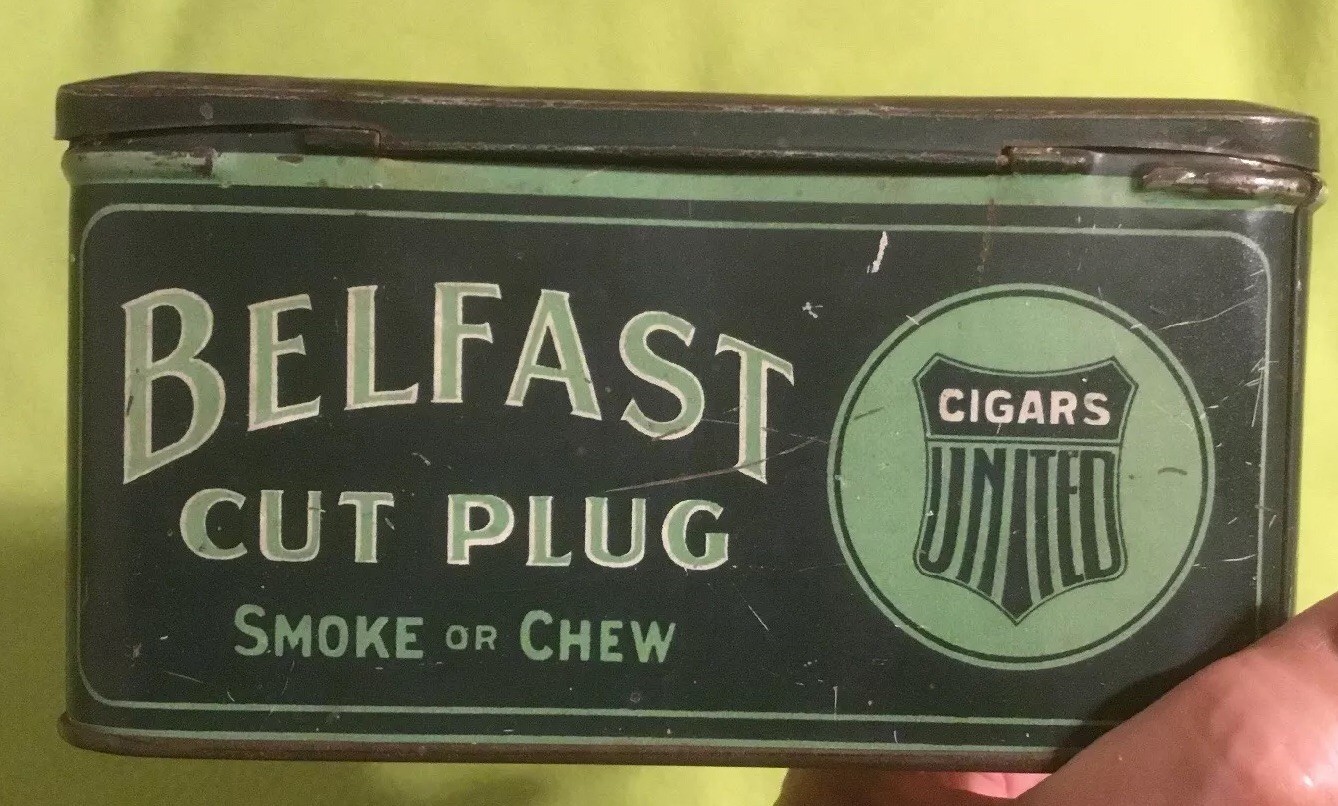 BELFAST
CUT PLUG
SMOKE OR CHEW
CIGARS
UNITED